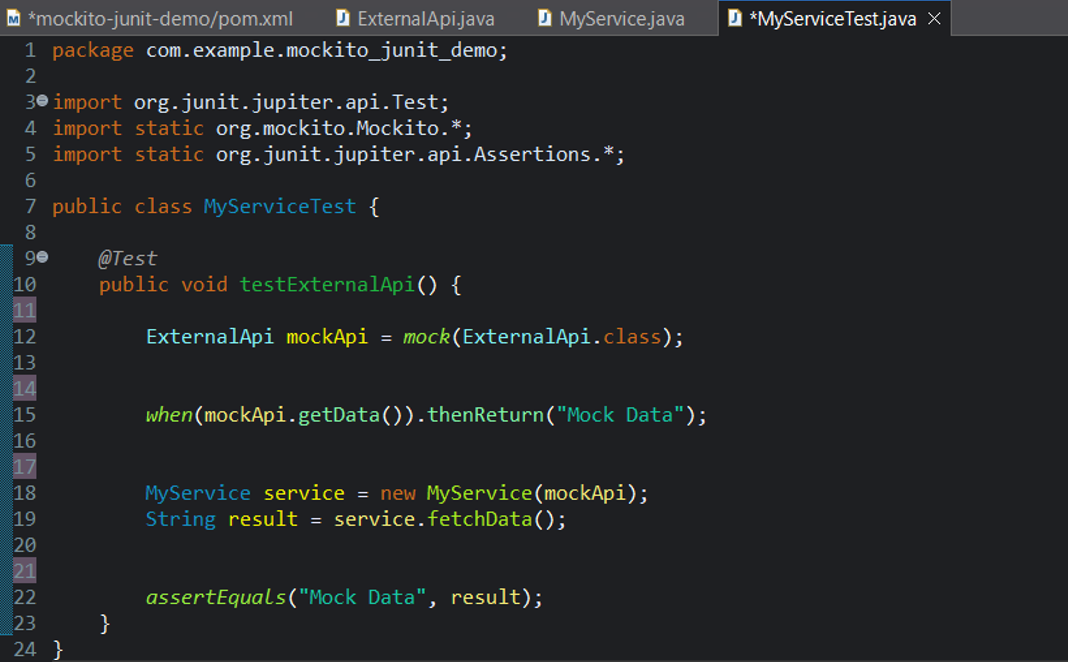 *mockito-junit-demo/pom.xml ExternalApi.java MyService.java *MyServiceTest.java
1 package com.example.mockito_junit_demo;
2
3 import org.junit.jupiter.api.Test;
4 import static org.mockito.Mockito.*;
5 import static org.junit.jupiter.api.Assertions.*;
6
7 public class MyServiceTest {
8
9     @Test
10     public void testExternalApi() {
11
12         ExternalApi mockApi = mock(ExternalApi.class);
13
14
15         when(mockApi.getData()).thenReturn("Mock Data");
16
17
18         MyService service = new MyService(mockApi);
19         String result = service.fetchData();
20
21
22         assertEquals("Mock Data", result);
23     }
24 }